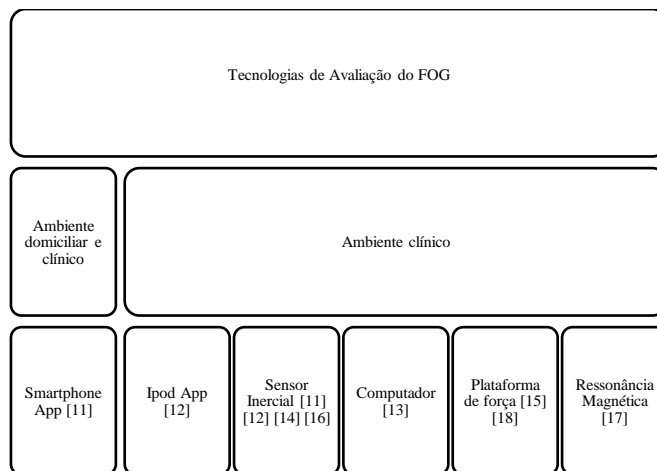 Tecnologias de Avaliação do FOG
Ambiente
domiciliar e
clínico
Ambiente clínico
Smartphone
App [11]
Ipod App
[12]
Sensor
Inercial [11]
[12] [14] [16]
Computador
[13]
Plataforma
de força [15]
[18]
Ressonância
Magnética
[17]